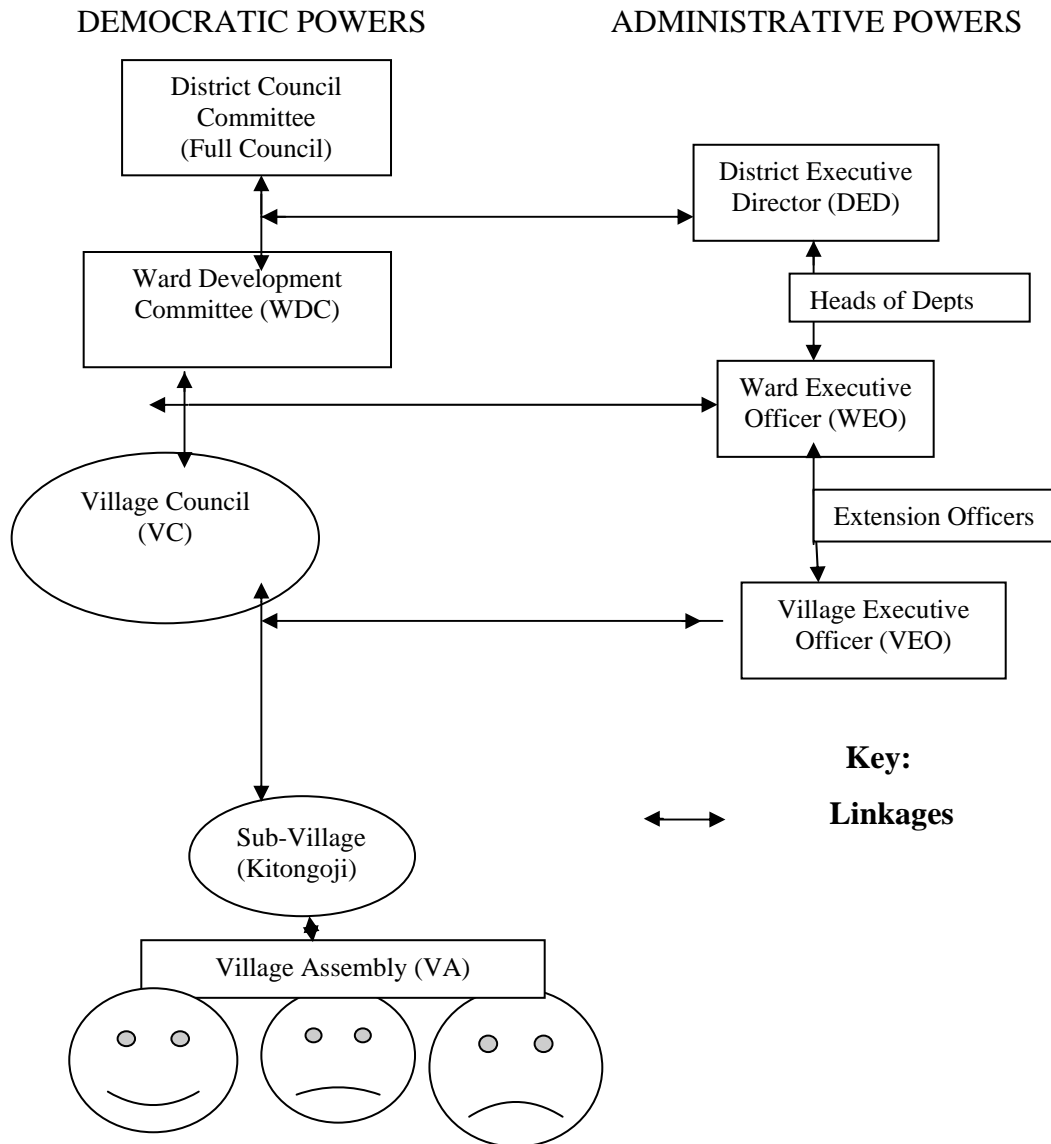 DEMOCRATIC POWERS
ADMINISTRATIVE POWERS
District Council
Committee
(Full Council)
District Executive
Director (DED)
Ward Development
Committee (WDC)
Heads of Depts
Ward Executive
Officer (WEO)
Village Council
(VC)
Extension Officers
Village Executive
Officer (VEO)
Key:
Linkages
Sub-Village
(Kitongoji)
Village Assembly (VA)